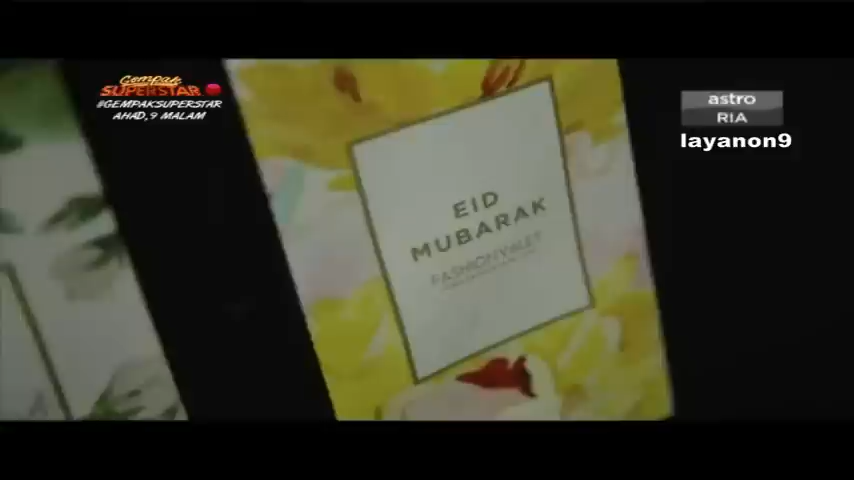 Gempak
SUPERSTAR
#GEMPAKSUPERSTAR
AHAD, 9 MALAM
astro
RIA
layanon9
EID
MUBARAK
FASHIONVALET